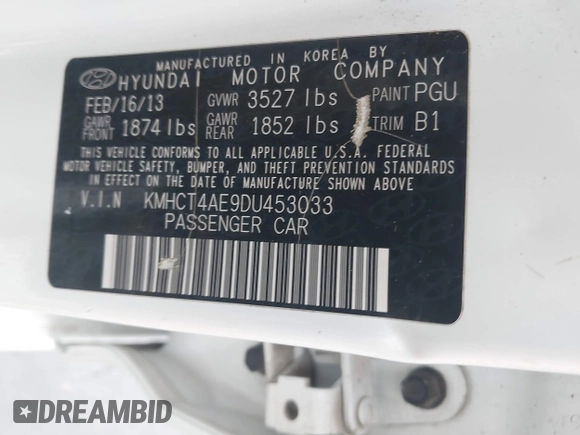 MANUFACTURED IN KOREA BY
HYUNDAI MOTOR COMPANY
FEB/16/13 GVWR 3527 lbs PAINT PGU
GAWR FRONT 1874 lbs GAWR REAR 1852 lbs TRIM B1
THIS VEHICLE CONFORMS TO ALL APPLICABLE U.S.A. FEDERAL
MOTOR VEHICLE SAFETY, BUMPER, AND THEFT PREVENTION STANDARDS
IN EFFECT ON THE DATE OF MANUFACTURE SHOWN ABOVE.
V.I.N KMHCT4AE9DU453033
PASSENGER CAR
DREAMBID